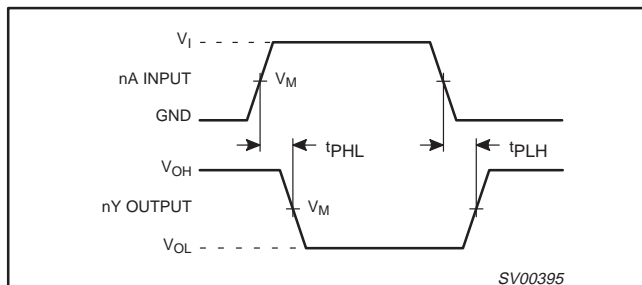 VI
nA INPUT
VM
GND
tPHL
tPLH
VOH
nY OUTPUT
VM
VOL
SV00395